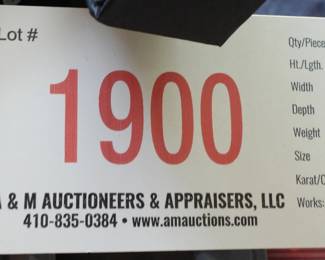 Lot #
1900
& M AUCTIONEERS & APPRAISERS, LLC
410-835-0384 • www.amauctions.com
Qty/Piece
Ht./Lgth.
Width
Depth
Weight
Size
Karat/C
Works: